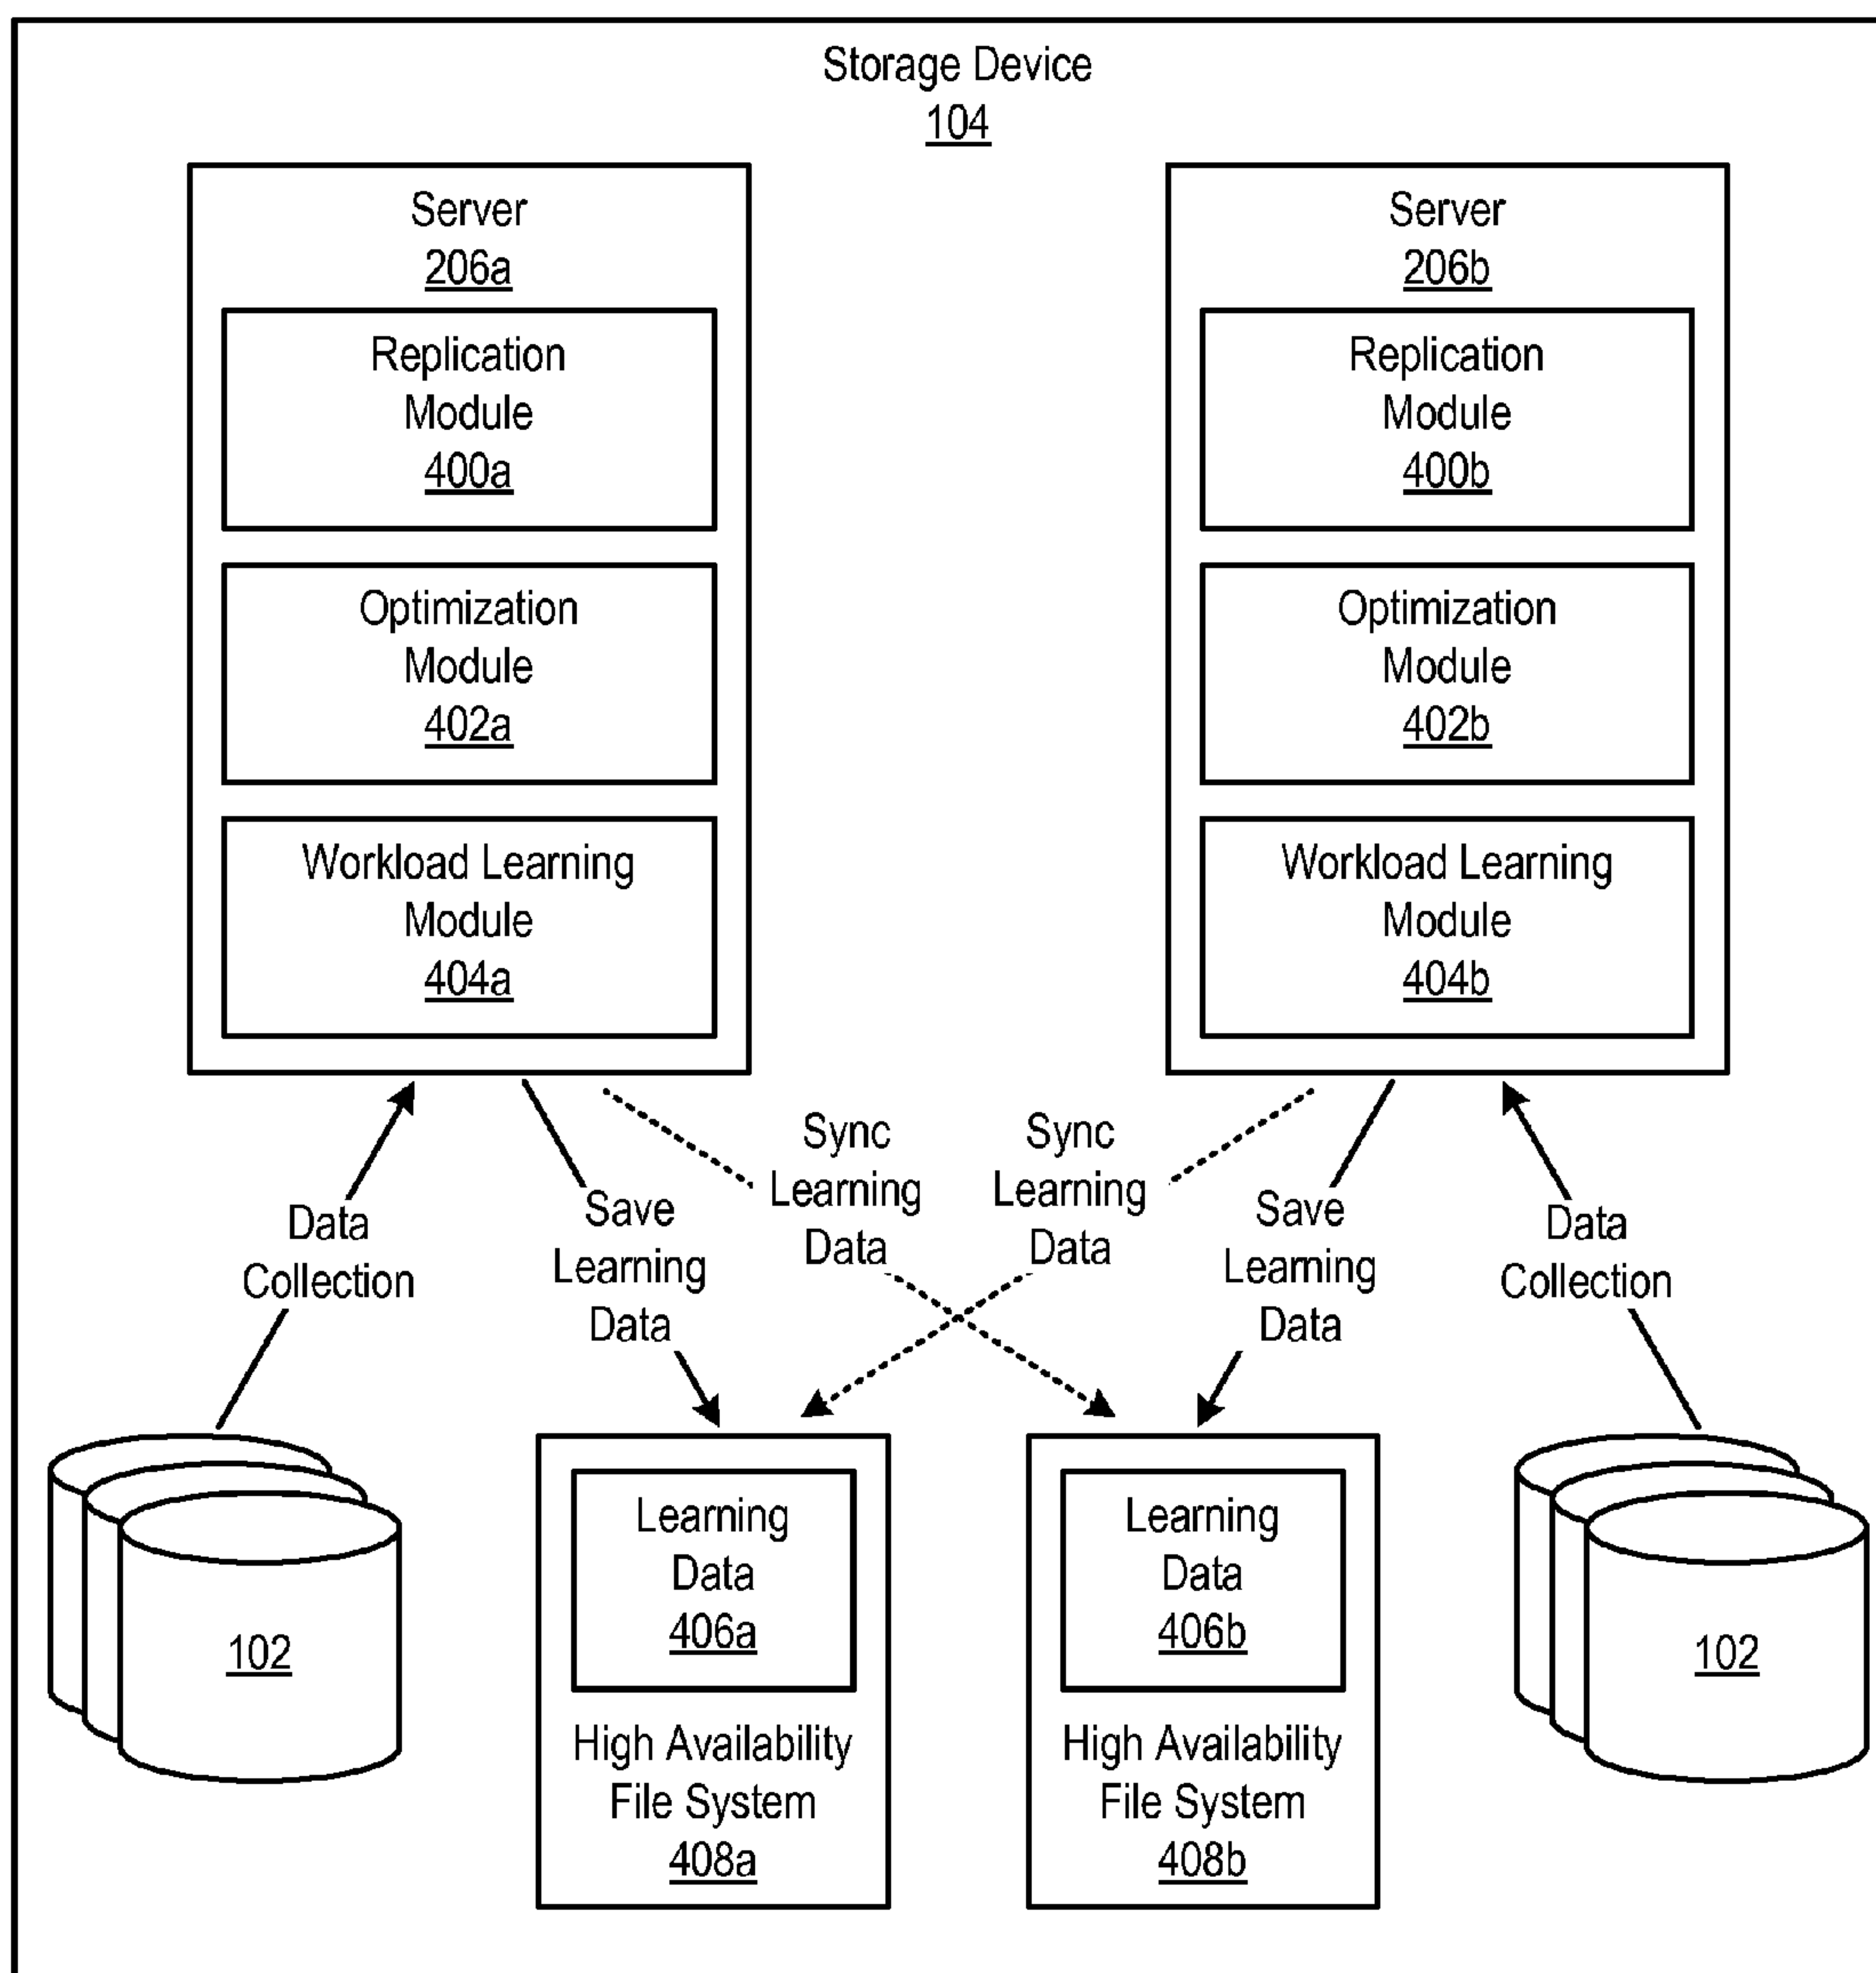 Storage Device
104
Server
206a
Replication
Module
400a
Optimization
Module
402a
Workload Learning
Module
404a
Server
206b
Replication
Module
400b
Optimization
Module
402b
Workload Learning
Module
404b
Data
Collection
Save
Learning
Data
Sync
Learning
Data
Sync
Learning
Data
Save
Learning
Data
Data
Collection
102
Learning
Data
406a
High Availability
File System
408a
Learning
Data
406b
High Availability
File System
408b
102